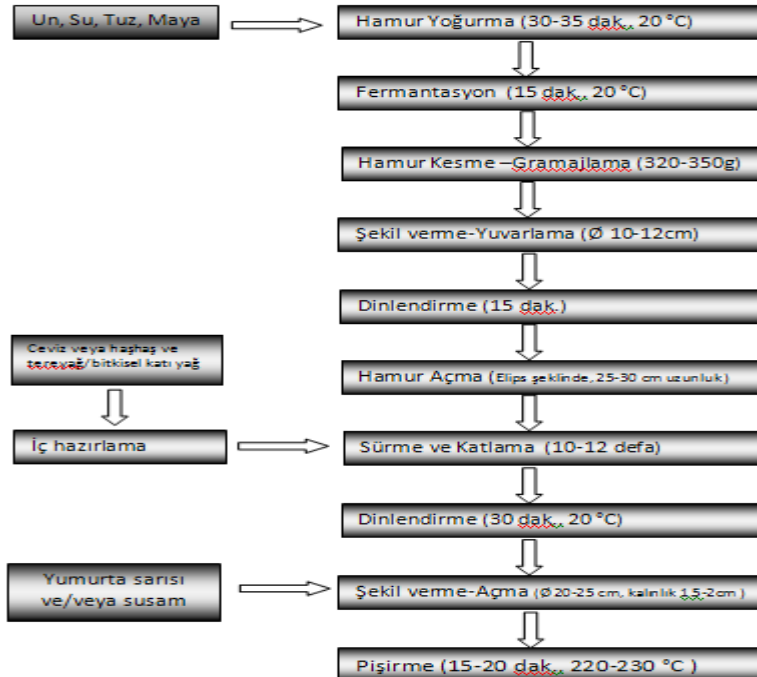 Un, Su, Tuz, Maya
Hamur Yoğurma (30-35 dak., 20 °C)
Fermantasyon (15 dak., 20 °C)
Hamur Kesme –Gramajlama (320-350g)
Şekil verme-Yuvarlama (Ø 10-12cm)
Dinlendirme (15 dak.)
Ceviz veya haşhaş ve
tereyağ/bitkisel katı yağ
Hamur Açma (Elips şeklinde, 25-30 cm uzunluk)
İç hazırlama
Sürme ve Katlama (10-12 defa)
Dinlendirme (30 dak., 20 °C)
Yumurta sarısı
ve/veya susam
Şekil verme-Açma (Ø 20-25 cm, kalınlık 1,5-2cm )
Pişirme (15-20 dak., 220-230 °C )